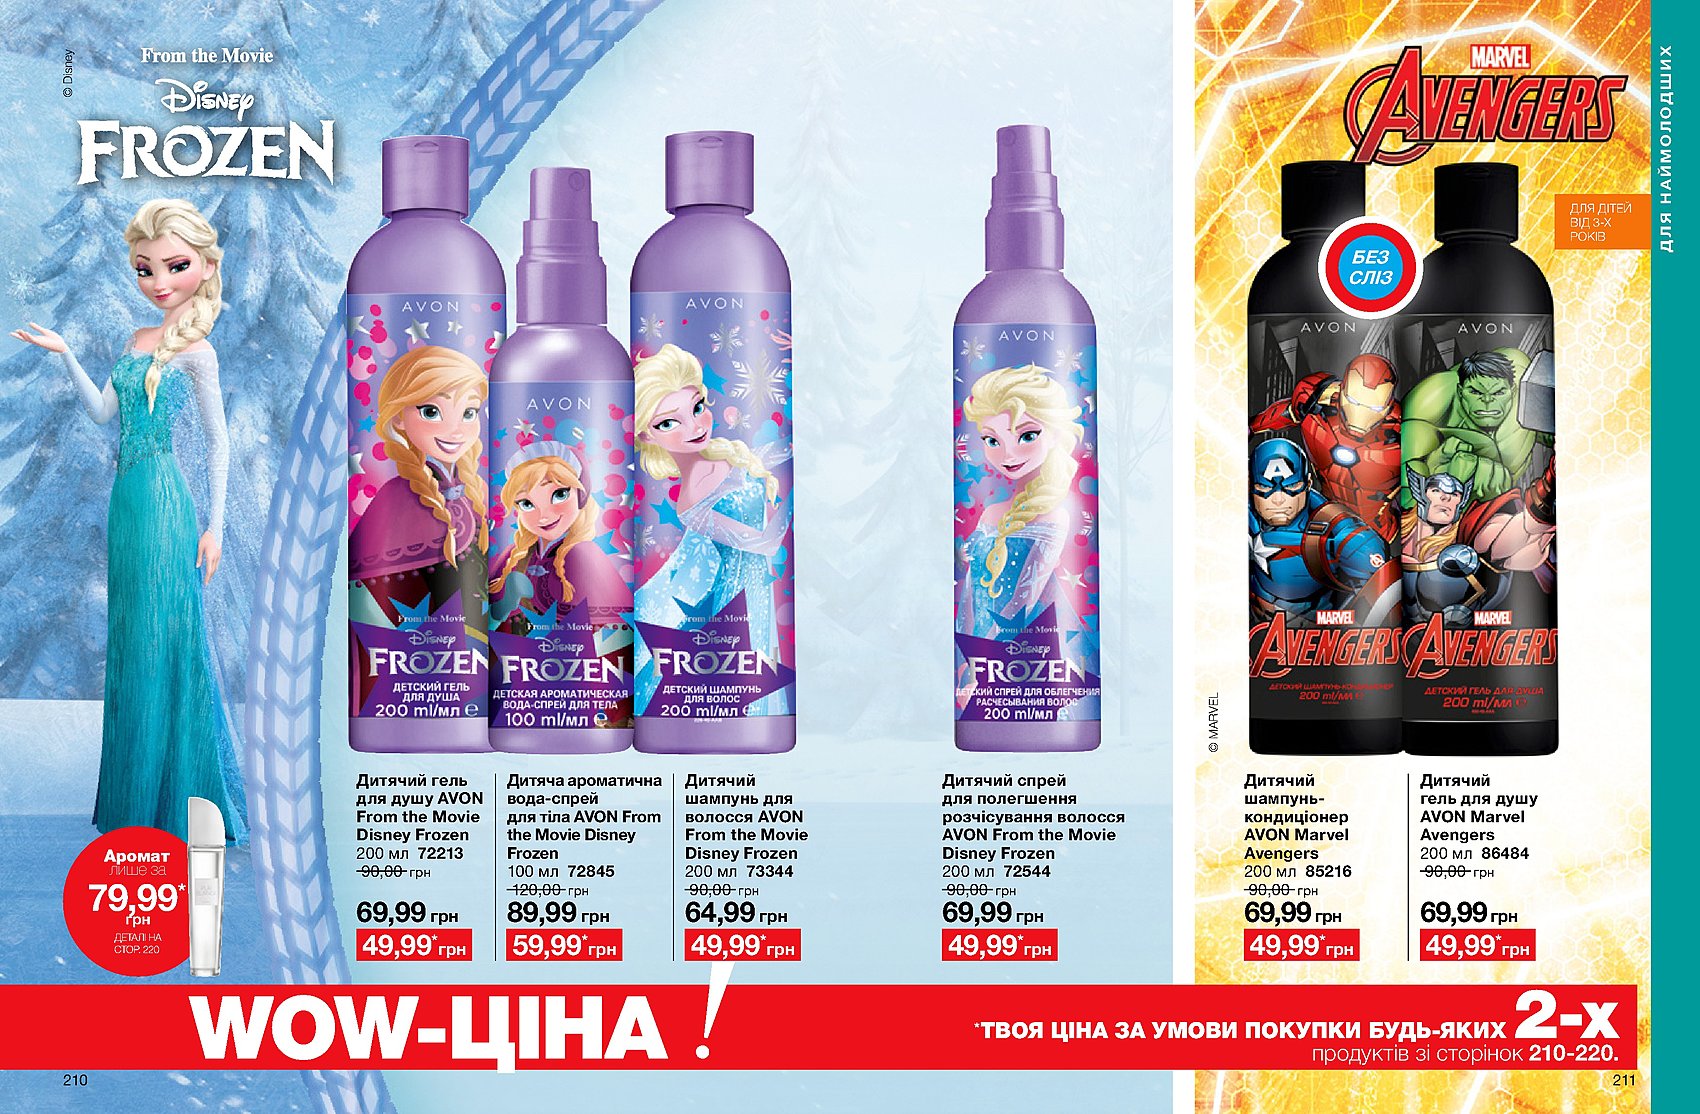 © Disney
From the Movie
Disney
FROZEN
AVON
From the Movie
Disney
FROZEN
ДЕТСКИЙ ГЕЛЬ
ДЛЯ ДУША
200 ml/мл e
AVON
From the Movie
Disney
FROZEN
ДЕТСКАЯ АРОМАТИЧЕСКАЯ
ВОДА-СПРЕЙ ДЛЯ ТЕЛА
100 ml/мл e
AVON
From the Movie
Disney
FROZEN
ДЕТСКИЙ ШАМПУНЬ
ДЛЯ ВОЛОС
200 ml/мл e
AVON
From the Movie
Disney
FROZEN
ДЕТСКИЙ СПРЕЙ ДЛЯ ОБЛЕГЧЕНИЯ
РАСЧЕСЫВАНИЯ ВОЛОС
200 ml/мл e
MARVEL
AVENGERS
ДЛЯ НАЙМОЛОДШИХ
ДЛЯ ДІТЕЙ
ВІД 3-Х
РОКІВ
БЕЗ
СЛІЗ
AVON
MARVEL
AVENGERS
ДЕТСКИЙ ШАМПУНЬ-КОНДИЦИОНЕР
200 ml/мл e
AVON
MARVEL
AVENGERS
ДЕТСКИЙ ГЕЛЬ ДЛЯ ДУША
200 ml/мл e
© MARVEL
Аромат
лише за
79,99*
грн
ДЕТАЛІ НА
СТОР. 220
Дитячий гель
для душу AVON
From the Movie
Disney Frozen
200 мл 72213
90,00 грн
69,99 грн
49,99* грн
Дитяча ароматична
вода-спрей
для тіла AVON From
the Movie Disney
Frozen
100 мл 72845
120,00 грн
89,99 грн
59,99* грн
Дитячий
шампунь для
волосся AVON
From the Movie
Disney Frozen
200 мл 73344
90,00 грн
64,99 грн
49,99* грн
Дитячий спрей
для полегшення
розчісування волосся
AVON From the Movie
Disney Frozen
200 мл 72544
90,00 грн
69,99 грн
49,99* грн
Дитячий
шампунь-
кондиціонер
AVON Marvel
Avengers
200 мл 85216
90,00 грн
69,99 грн
49,99* грн
Дитячий
гель для душу
AVON Marvel
Avengers
200 мл 86484
90,00 грн
69,99 грн
49,99* грн
WOW-ЦІНА!
*ТВОЯ ЦІНА ЗА УМОВИ ПОКУПКИ БУДЬ-ЯКИХ 2-х
продуктів зі сторінок 210-220.
210
211